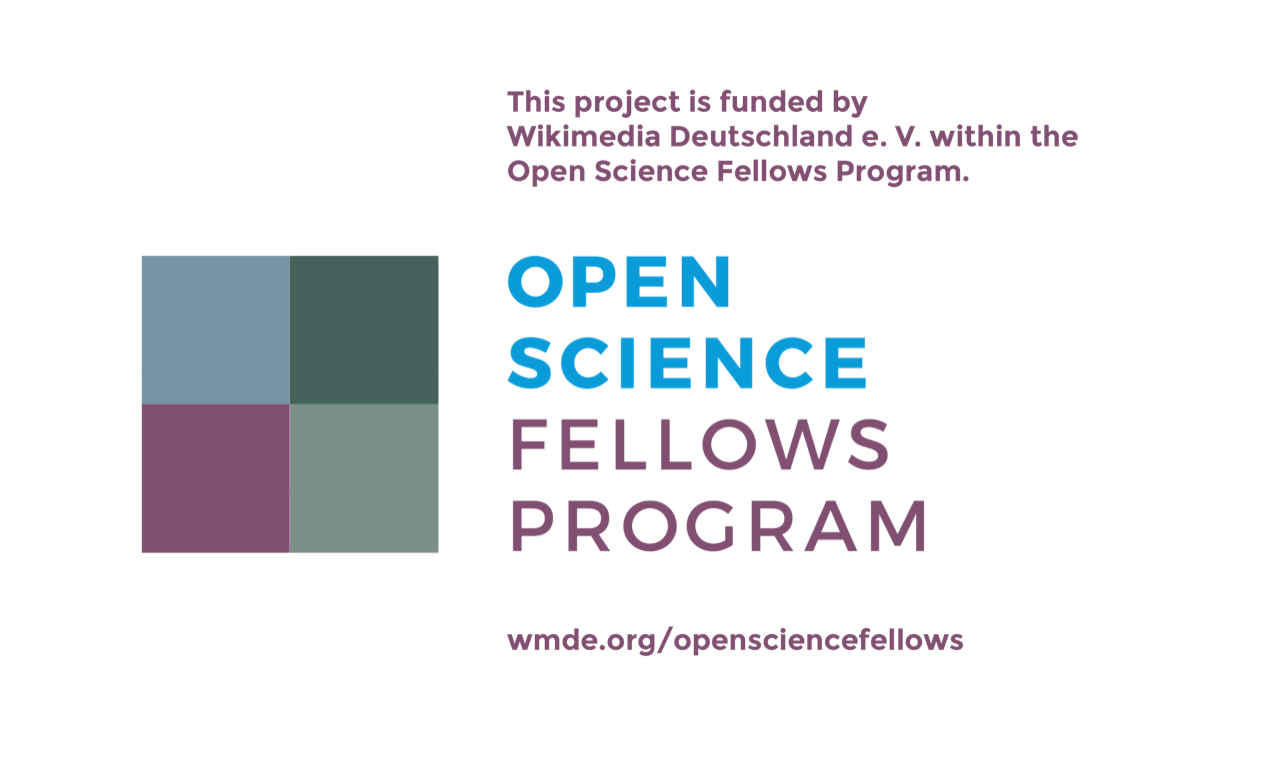 This project is funded by
Wikimedia Deutschland e. V. within the
Open Science Fellows Program.
OPEN
SCIENCE
FELLOWS
PROGRAM
wmde.org/opensciencefellows